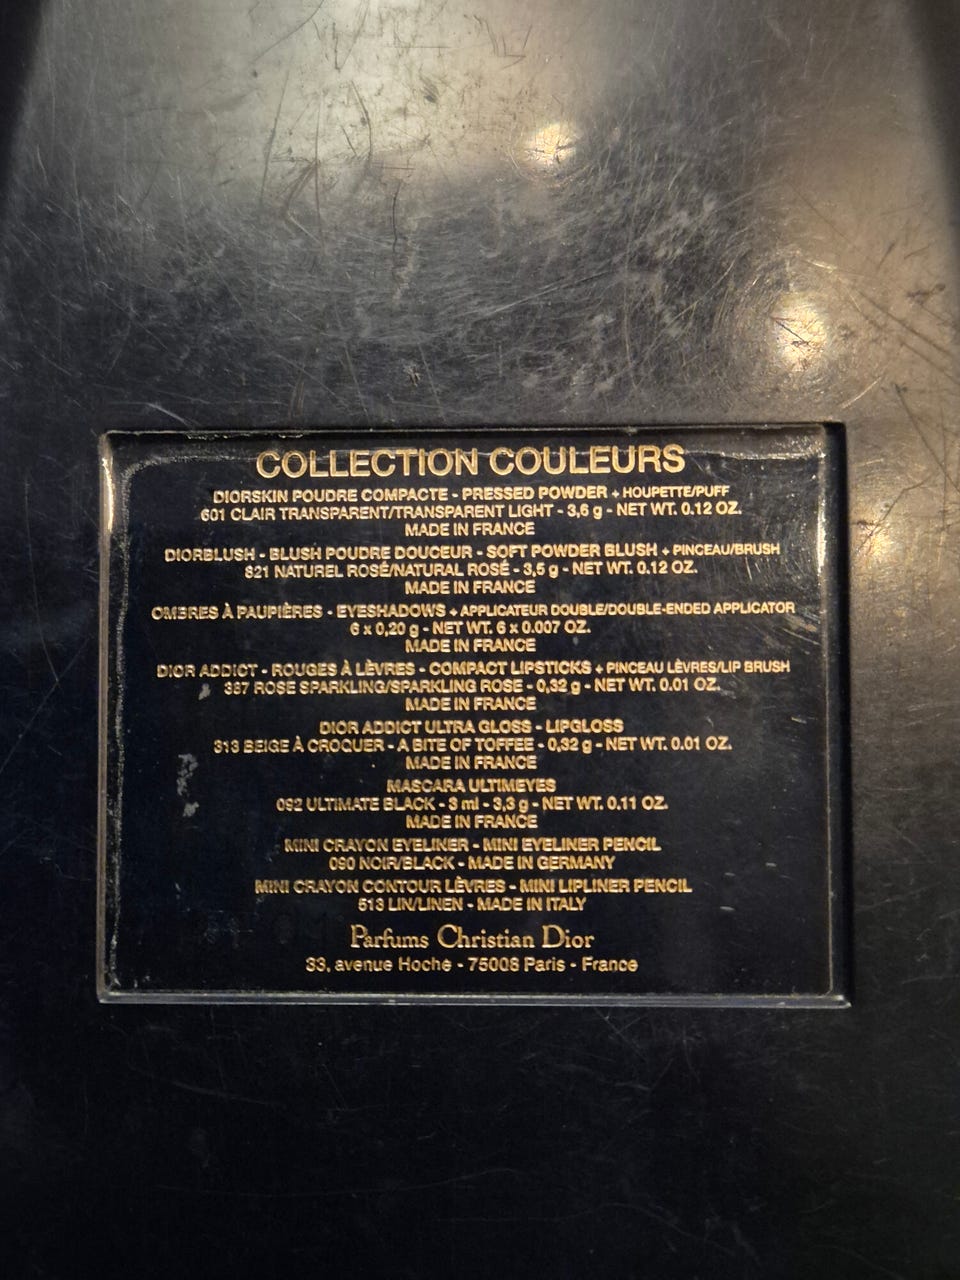 COLLECTION COULEURS
DIORSKIN POUDRE COMPACTE - PRESSED POWDER + HOUPETTE/PUFF
601 CLAIR TRANSPARENT/TRANSPARENT LIGHT - 3,6 g - NET WT. 0.12 OZ.
MADE IN FRANCE
DIORBLUSH - BLUSH POUDRE DOUCEUR - SOFT POWDER BLUSH + PINCEAU/BRUSH
821 NATUREL ROSÉ/NATURAL ROSÉ - 3,5 g - NET WT. 0.12 OZ.
MADE IN FRANCE
OMBRES À PAUPIÈRES - EYESHADOWS + APPLICATEUR DOUBLE/DOUBLE-ENDED APPLICATOR
6 x 0,20 g - NET WT. 6 x 0.007 OZ.
MADE IN FRANCE
DIOR ADDICT - ROUGES À LÈVRES - COMPACT LIPSTICKS + PINCEAU LÈVRES/LIP BRUSH
387 ROSE SPARKLING/SPARKLING ROSE - 0,32 g - NET WT. 0.01 OZ.
MADE IN FRANCE
DIOR ADDICT ULTRA GLOSS - LIPGLOSS
313 BEIGE À CROQUER - A BITE OF TOFFEE - 0,32 g - NET WT. 0.01 OZ.
MADE IN FRANCE
MASCARA ULTIMEYES
092 ULTIMATE BLACK - 3 ml - 3,3 g - NET WT. 0.11 OZ.
MADE IN FRANCE
MINI CRAYON EYELINER - MINI EYELINER PENCIL
090 NOIR/BLACK - MADE IN GERMANY
MINI CRAYON CONTOUR LÈVRES - MINI LIPLINER PENCIL
513 LIN/LINEN - MADE IN ITALY
Parfums Christian Dior
33, avenue Hoche - 75008 Paris - France